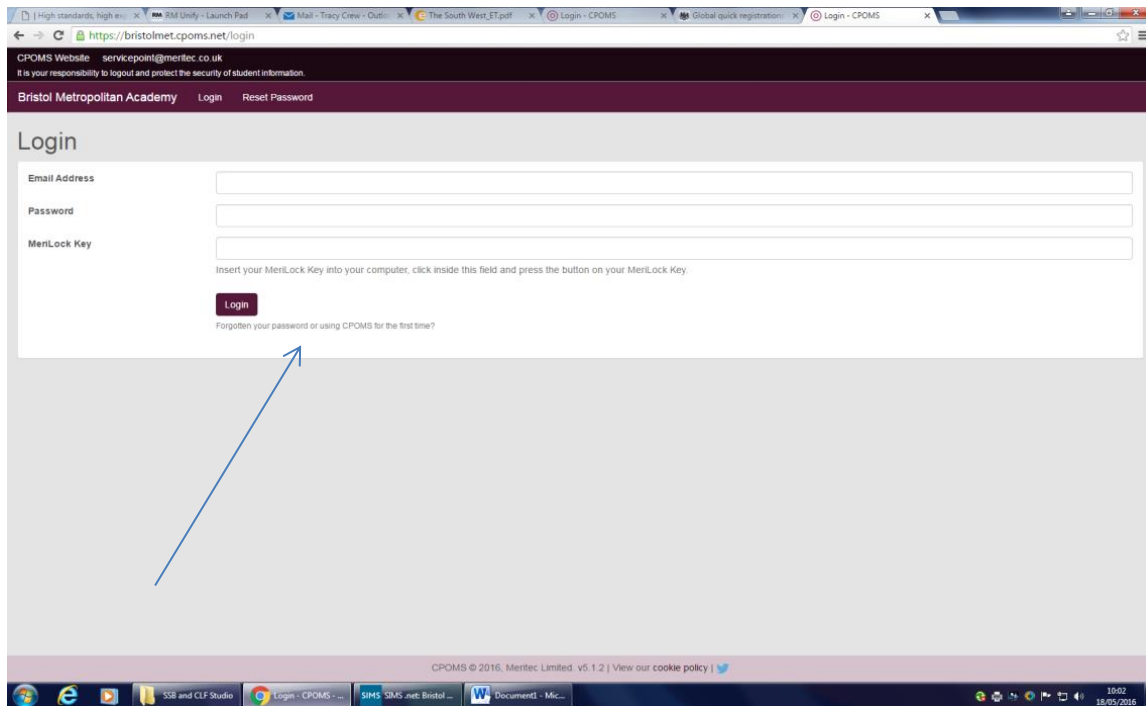 | High standards, high ex
RM RM Unify - Launch Pad
Mail - Tracy Crew - Outlo
The South West_ET.pdf
Login - CPOMS
Global quick registration
Login - CPOMS
https://bristolmet.cpoms.net/login
CPOMS Website servicepoint@meritec.co.uk
It is your responsibility to logout and protect the security of student information.
Bristol Metropolitan Academy Login Reset Password
Login
Email Address
Password
MeriLock Key
Insert your MeriLock Key into your computer, click inside this field and press the button on your MeriLock Key.
Login
Forgotten your password or using CPOMS for the first time?
CPOMS © 2016, Meritec Limited. v5.1.2 | View our cookie policy |
SSB and CLF Studio
Login - CPOMS - ...
SIMS SIMS .net: Bristol ...
W Document1 - Mic...
10:02
18/05/2016